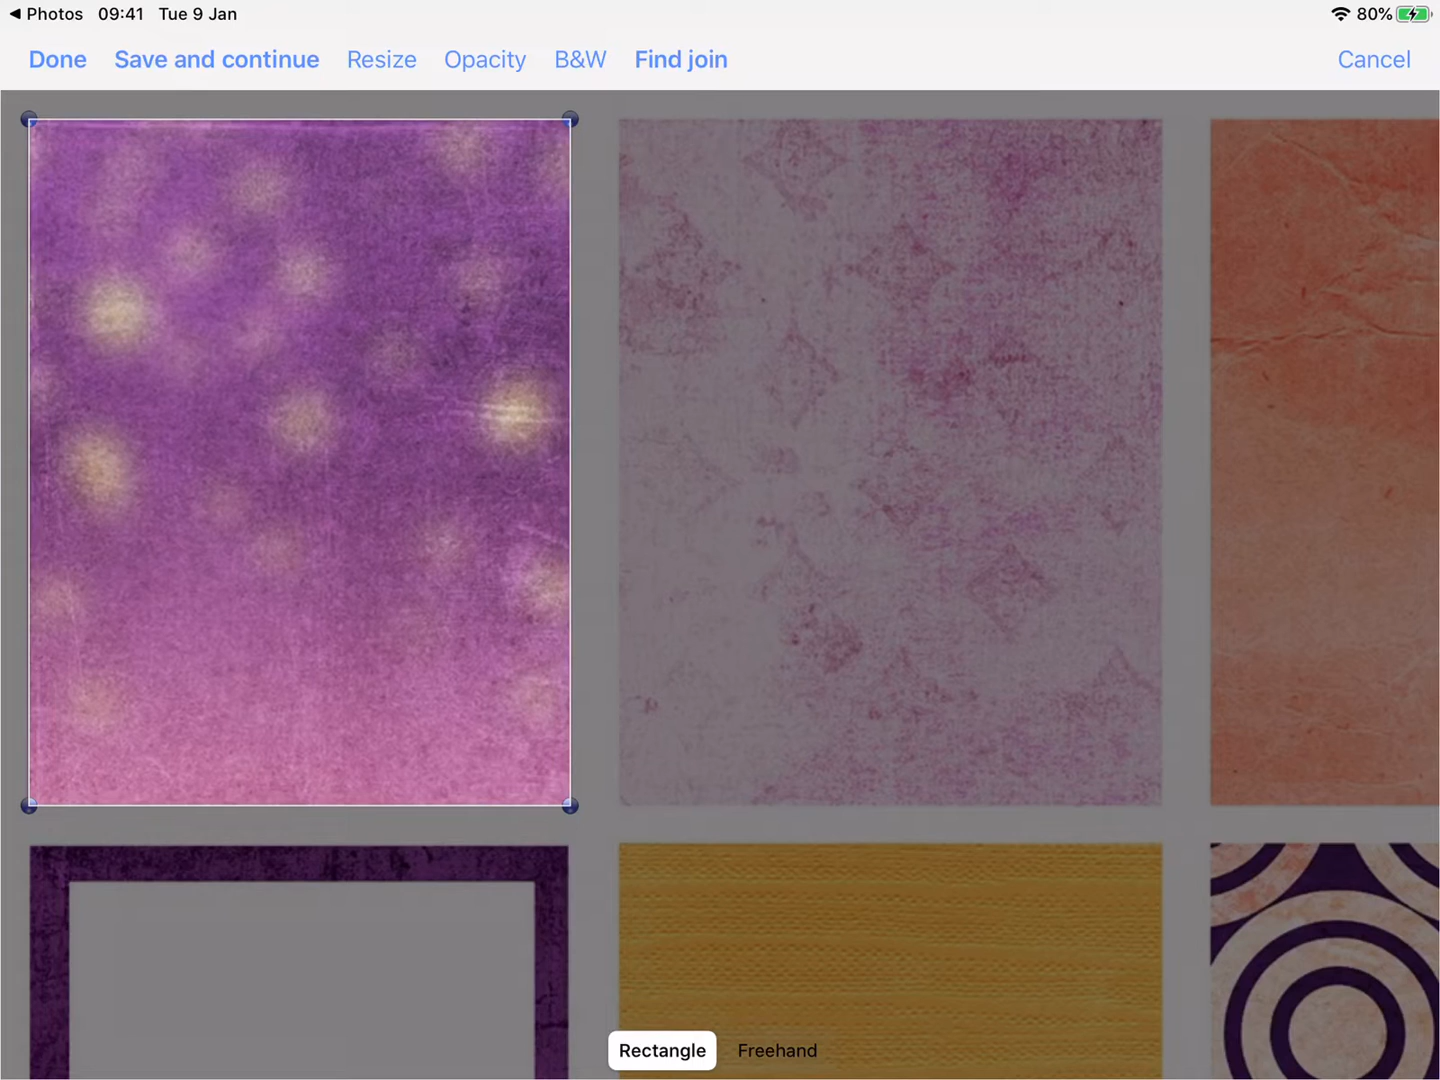 Photos 09:41 Tue 9 Jan 80%
Done Save and continue Resize Opacity B&W Find join Cancel
Rectangle Freehand